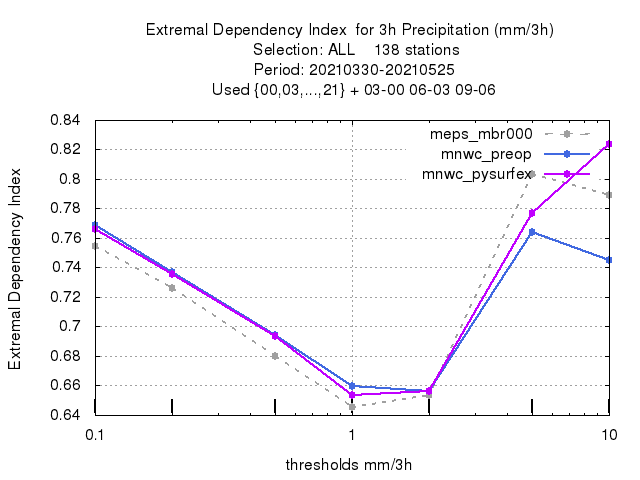 Extremal Dependency Index  for 3h Precipitation (mm/3h)
Selection: ALL    138 stations
Period: 20210330-20210525
Used {00,03,...,21} + 03-00 06-03 09-06
meps_mbr000
mnwc_preop
mnwc_pysurfex
Extremal Dependency Index
0.84
0.82
0.8
0.78
0.76
0.74
0.72
0.7
0.68
0.66
0.64
0.1 1 10
thresholds mm/3h